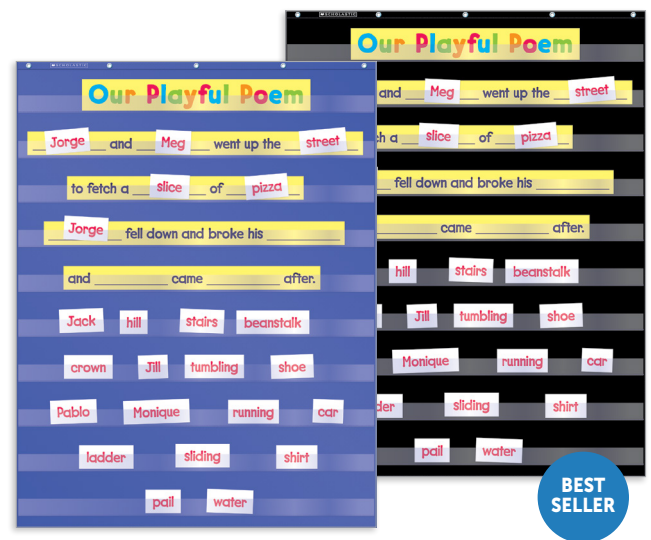 SCHOLASTIC
Our Playful Poem
Jorge and Meg went up the street
to fetch a slice of pizza
Jorge fell down and broke his
and came after.
Jack hill stairs beanstalk
crown Jill tumbling shoe
Pablo Monique running car
ladder sliding shirt
pail water
SCHOLASTIC
Our Playful Poem
and Meg went up the street
h a slice of pizza
fell down and broke his
came after.
hill stairs beanstalk
Jill tumbling shoe
Monique running car
der sliding shirt
pail water
BEST
SELLER